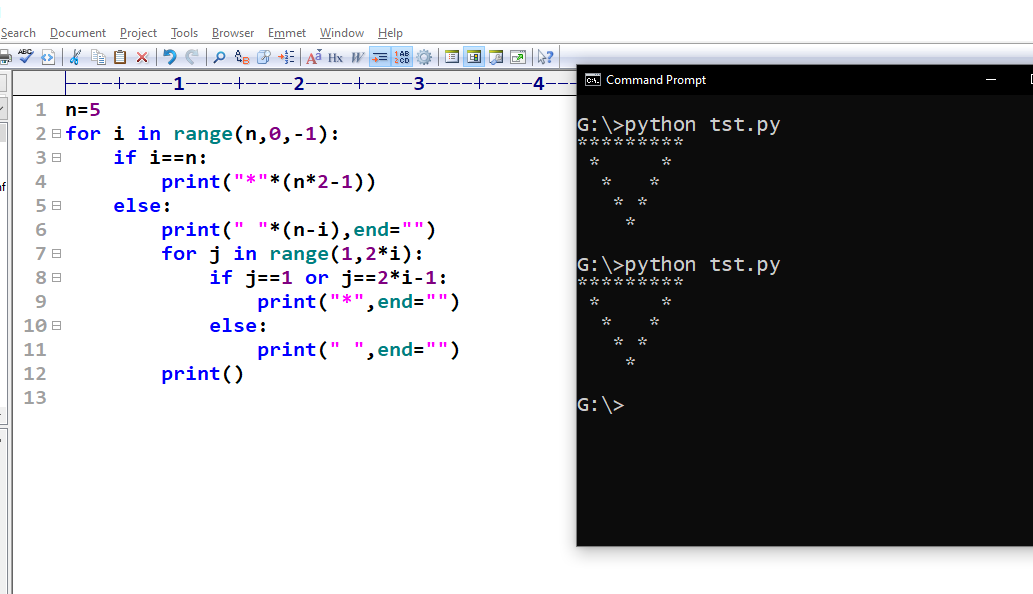 Search Document Project Tools Browser Emmet Window Help
----+----1----+----2----+----3----+----4--
1 n=5
2 for i in range(n,0,-1):
3     if i==n:
4         print("*"*(n*2-1))
5     else:
6         print(" "*(n-i),end="")
7         for j in range(1,2*i):
8             if j==1 or j==2*i-1:
9                 print("*",end="")
10             else:
11                 print(" ",end="")
12         print()
13
Command Prompt
G:\>python tst.py
*********
 *     *
  *   *
   * *
    *
G:\>python tst.py
*********
 *     *
  *   *
   * *
    *
G:\>